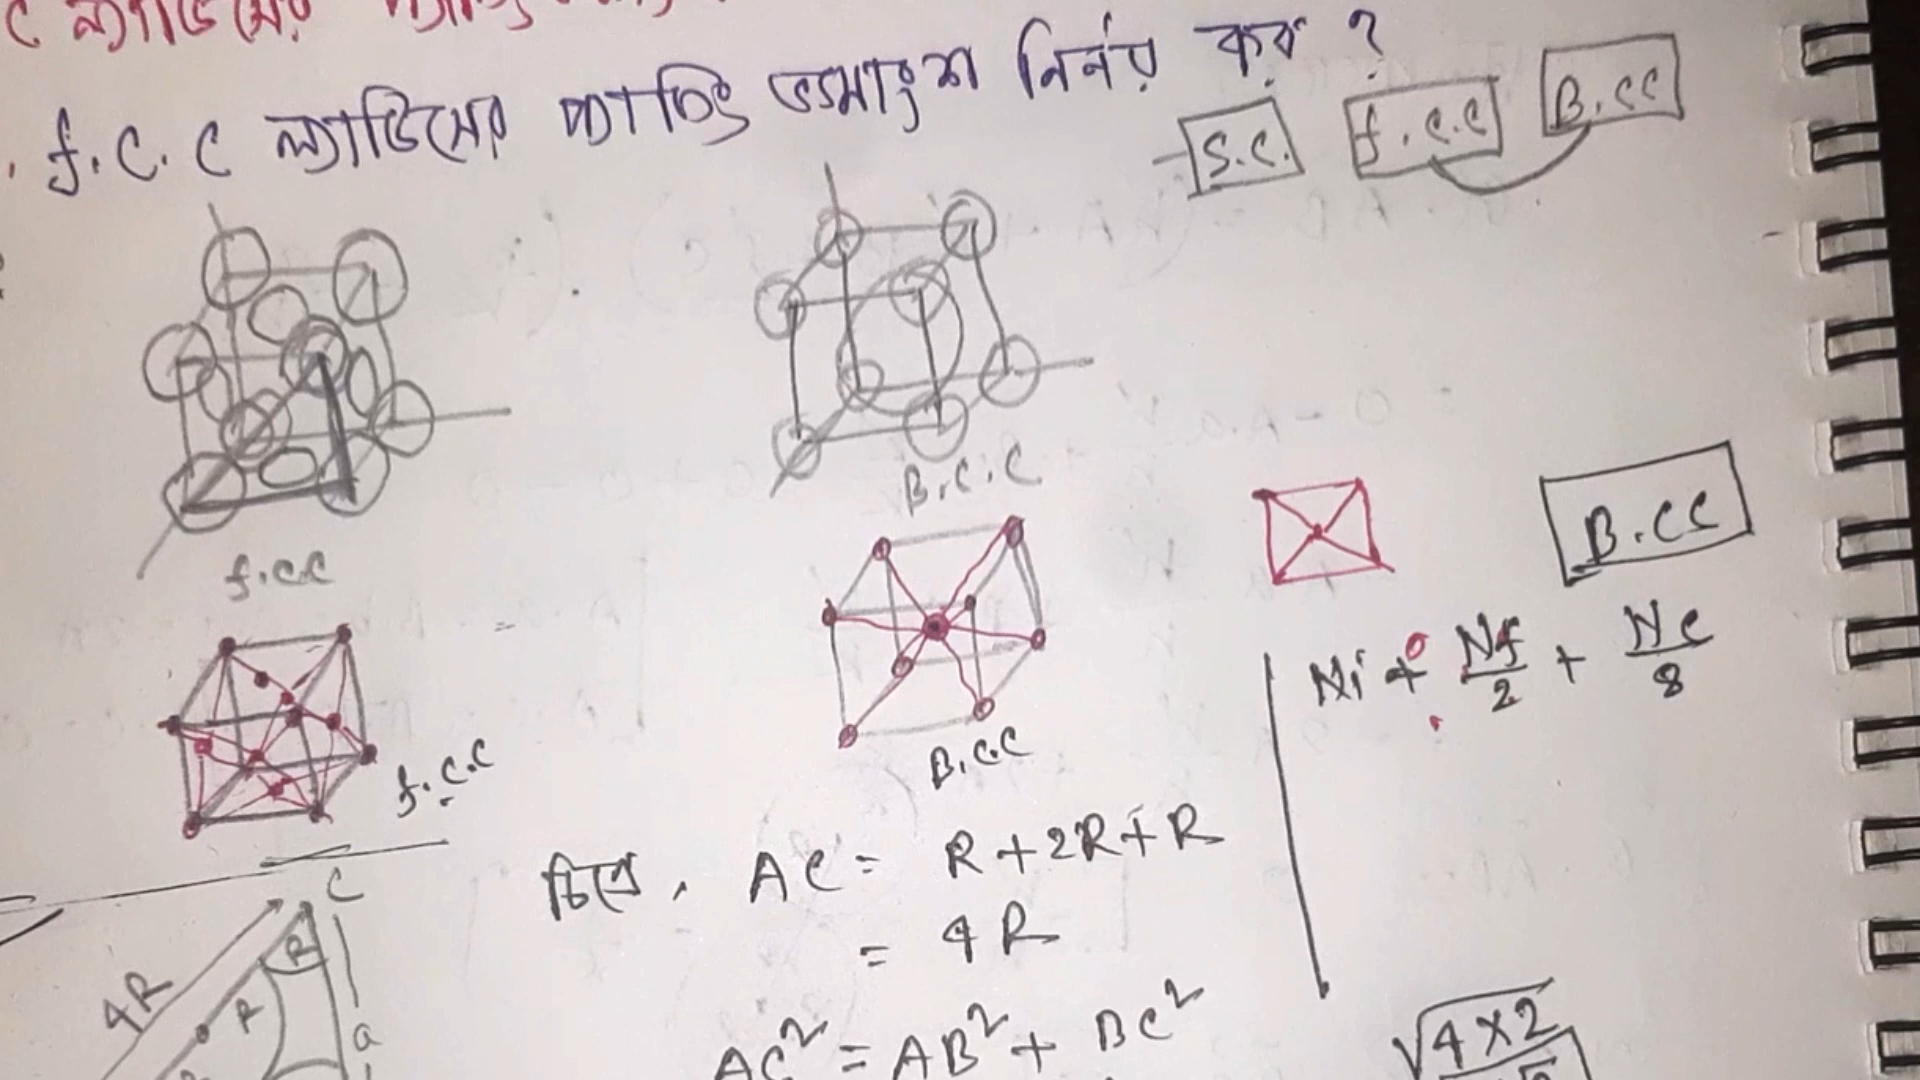 f.C.C ল্যাটিসের প্যাকিং ভগ্নাংশ নির্নয় কর ?
S.C. f.C.C B.CC
f.CC
B.C.C
B.CC
f.C.C
B.C.C
Ni + Nf/2 + Nc/8
চিত্রে, AC = R+2R+R
= 4R
AC² = AB² + BC²
C
R
4R
R
a
√4×2